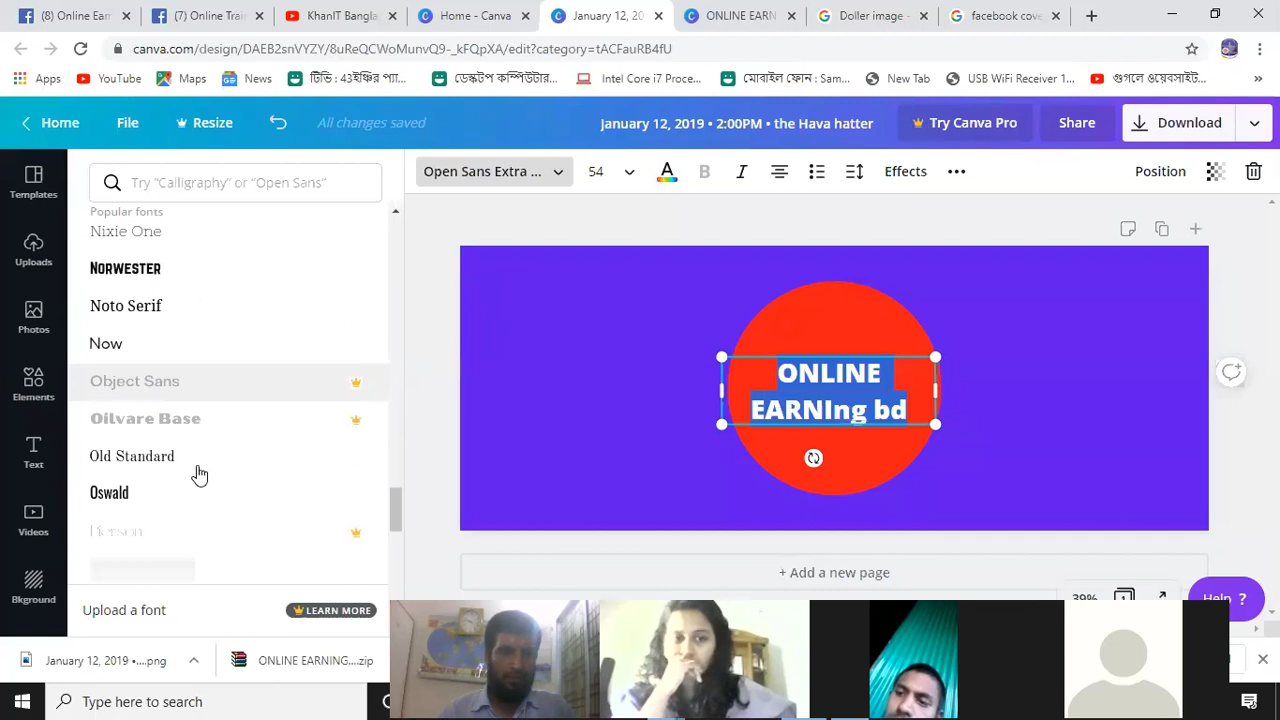 (8) Online Earn
(7) Online Train
KhanIT Bangla
Home - Canva
January 12, 20
ONLINE EARN
Doller image -
facebook cove
canva.com/design/DAEB2snVYZY/8uReQCWoMunvQ9-_kFQpXA/edit?category=tACFauRB4fU
Apps
YouTube
Maps
News
টিভি : 43ইঞ্চির প্যা...
ডেস্কটপ কম্পিউটার...
Intel Core i7 Proce...
মোবাইল ফোন : Sam...
New Tab
USB WiFi Receiver 1...
গুগলে ওয়েবসাইট...
»
Home
File
Resize
All changes saved
January 12, 2019 • 2:00PM • the Hava hatter
Try Canva Pro
Share
Download
Templates
Uploads
Photos
Elements
Text
Videos
Bkground
Try “Calligraphy” or “Open Sans”
Popular fonts
Nixie One
Norwester
Noto Serif
Now
Object Sans
Oilvare Base
Old Standard
Oswald
Pierson
Upload a font
LEARN MORE
Open Sans Extra ...
54
A
B
I
Effects
•••
Position
ONLINE
EARNIng bd
+ Add a new page
39%
1
Help ?
January 12, 2019 •....png
ONLINE EARNING....zip
Type here to search